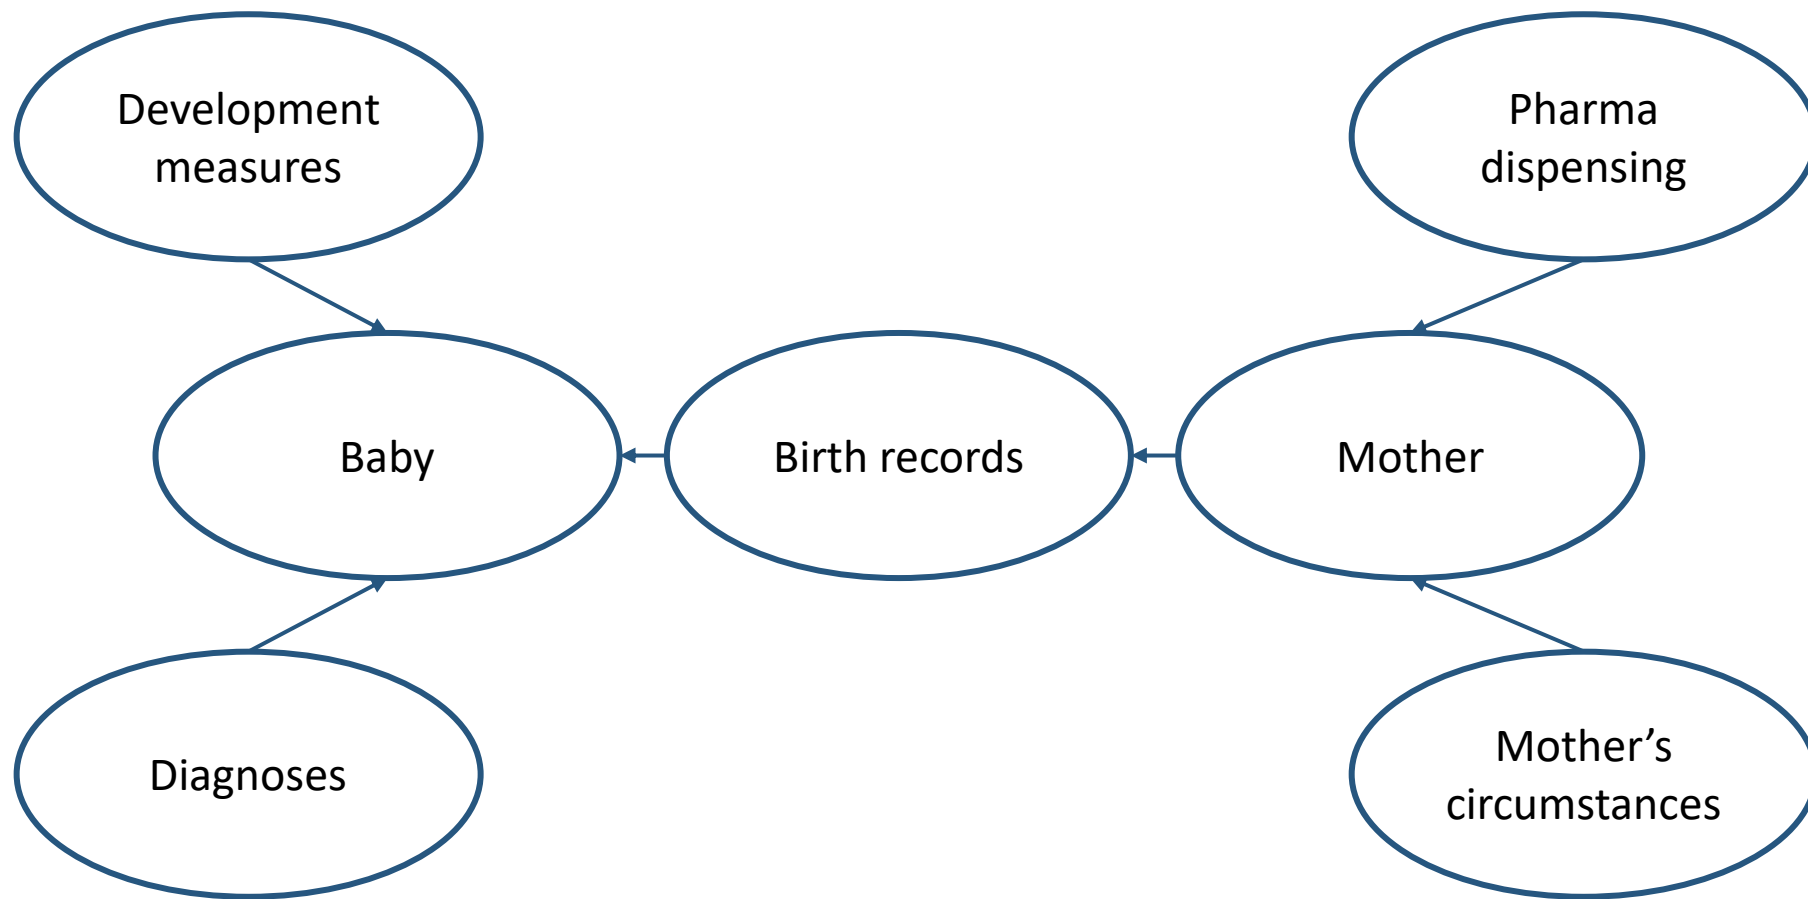 Development
measures
Pharma
dispensing
Baby
Birth records
Mother
Diagnoses
Mother’s
circumstances